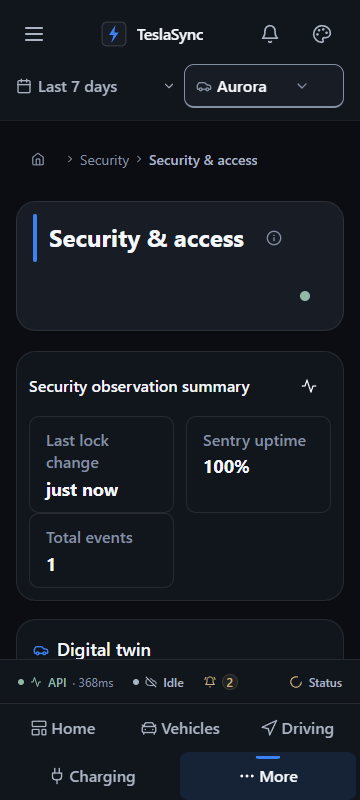 TeslaSync
Last 7 days
Aurora
Security
Security & access
Security & access
Security observation summary
Last lock
change
just now
Sentry uptime
100%
Total events
1
Digital twin
API · 368ms
Idle
2
Status
Home
Vehicles
Driving
Charging
More